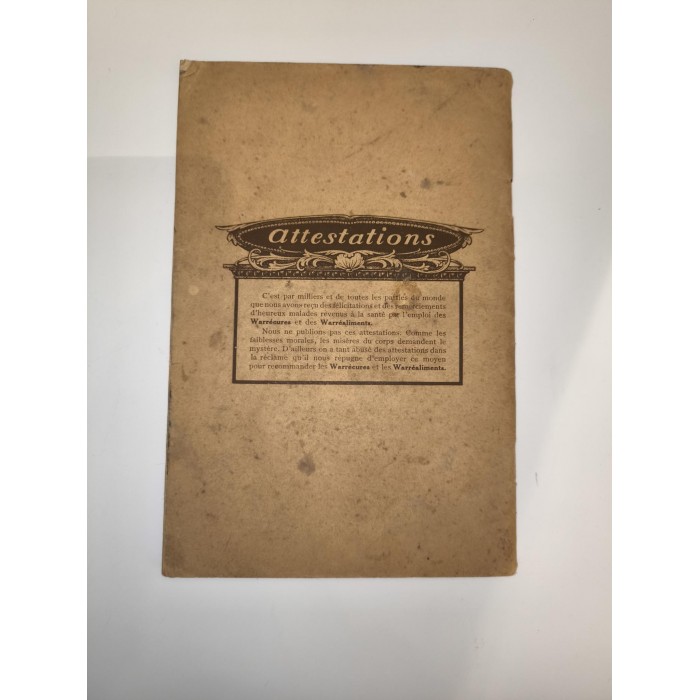 Attestations
C'est par milliers et de toutes les parties du monde
que nous avons reçu des félicitations et des remerciements
d'heureux malades revenus à la santé par l'emploi des
Warrécures et des Warréaliments.
Nous ne publions pas ces attestations. Comme les
faiblesses morales, les misères du corps demandent le
mystère. D'ailleurs on a tant abusé des attestations dans
la réclame qu'il nous répugne d'employer ce moyen
pour recommander les Warrécures et les Warréaliments.